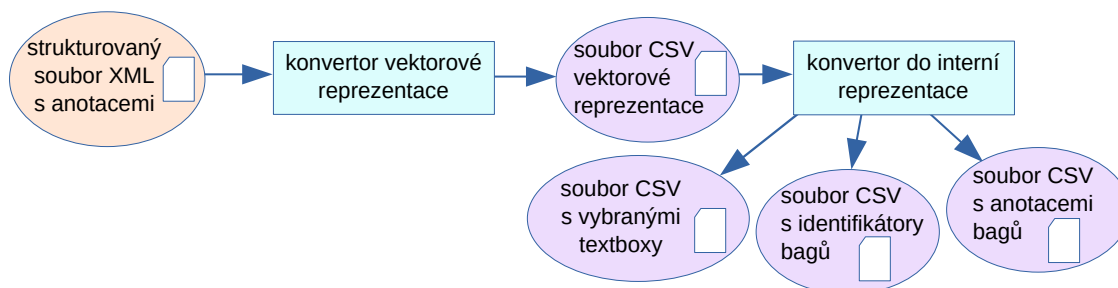 strukturovaný
soubor XML
s anotacemi
konvertor vektorové
reprezentace
soubor CSV
vektorové
reprezentace
konvertor do interní
reprezentace
soubor CSV
s vybranými
textboxy
soubor CSV
s identifikátory
bagů
soubor CSV
s anotacemi
bagů